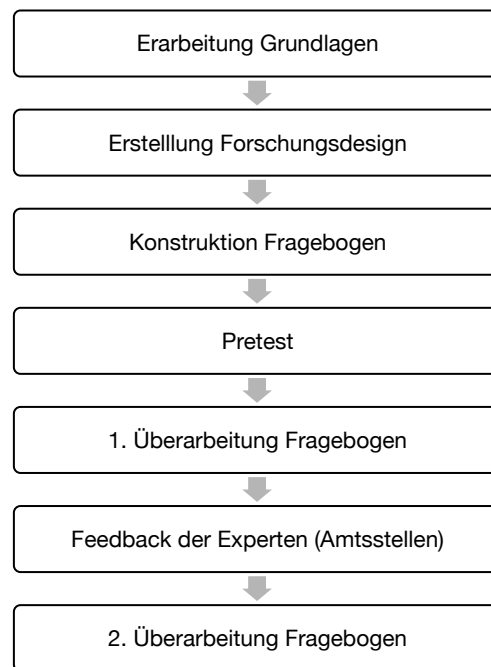 Erarbeitung Grundlagen
Erstelllung Forschungsdesign
Konstruktion Fragebogen
Pretest
1. Überarbeitung Fragebogen
Feedback der Experten (Amtsstellen)
2. Überarbeitung Fragebogen